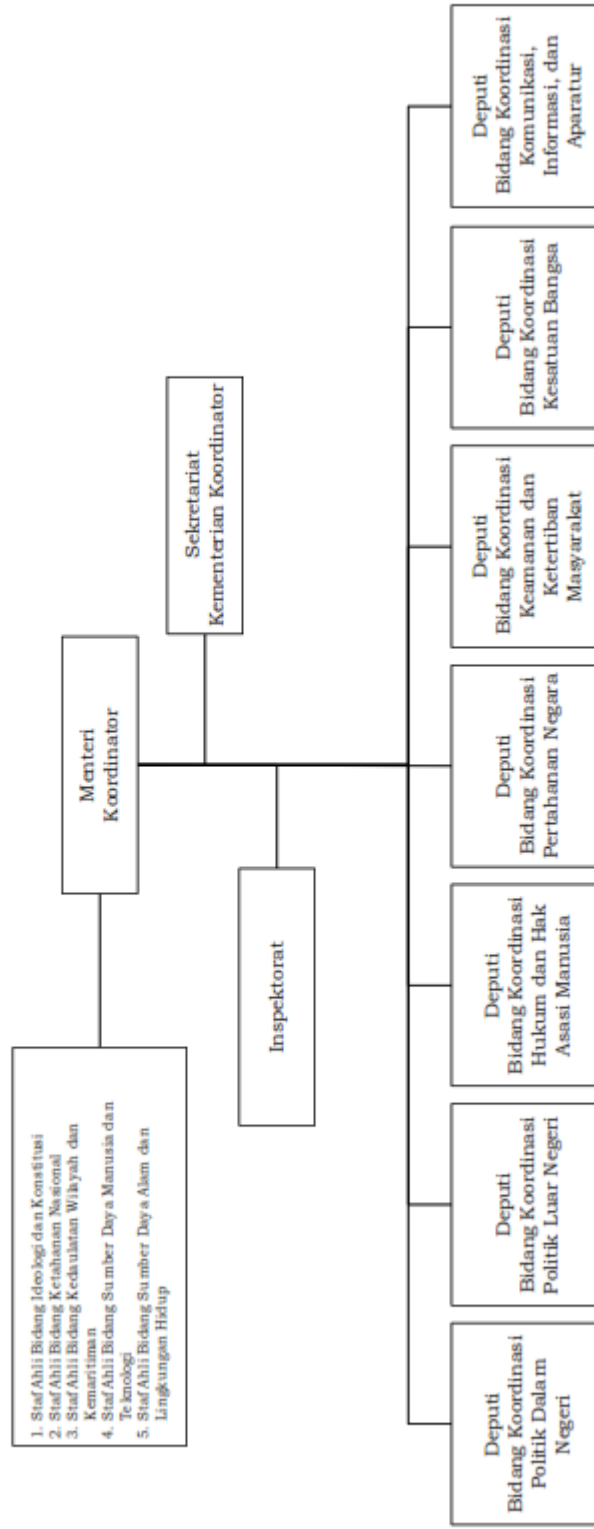 Menteri
Koordinator
1. Staf Ahli Bidang Ideologi dan Konstitusi
2. Staf Ahli Bidang Ketahanan Nasional
3. Staf Ahli Bidang Kedaulatan Wilayah dan
Kemaritiman
4. Staf Ahli Bidang Sumber Daya Manusia dan
Teknologi
5. Staf Ahli Bidang Sumber Daya Alam dan
Lingkungan Hidup
Sekretariat
Kementerian Koordinator
Inspektorat
Deputi
Bidang Koordinasi
Politik Dalam
Negeri
Deputi
Bidang Koordinasi
Politik Luar Negeri
Deputi
Bidang Koordinasi
Hukum dan Hak
Asasi Manusia
Deputi
Bidang Koordinasi
Pertahanan Negara
Deputi
Bidang Koordinasi
Keamanan dan
Ketertiban
Masyarakat
Deputi
Bidang Koordinasi
Kesatuan Bangsa
Deputi
Bidang Koordinasi
Komunikasi,
Informasi, dan
Aparatur